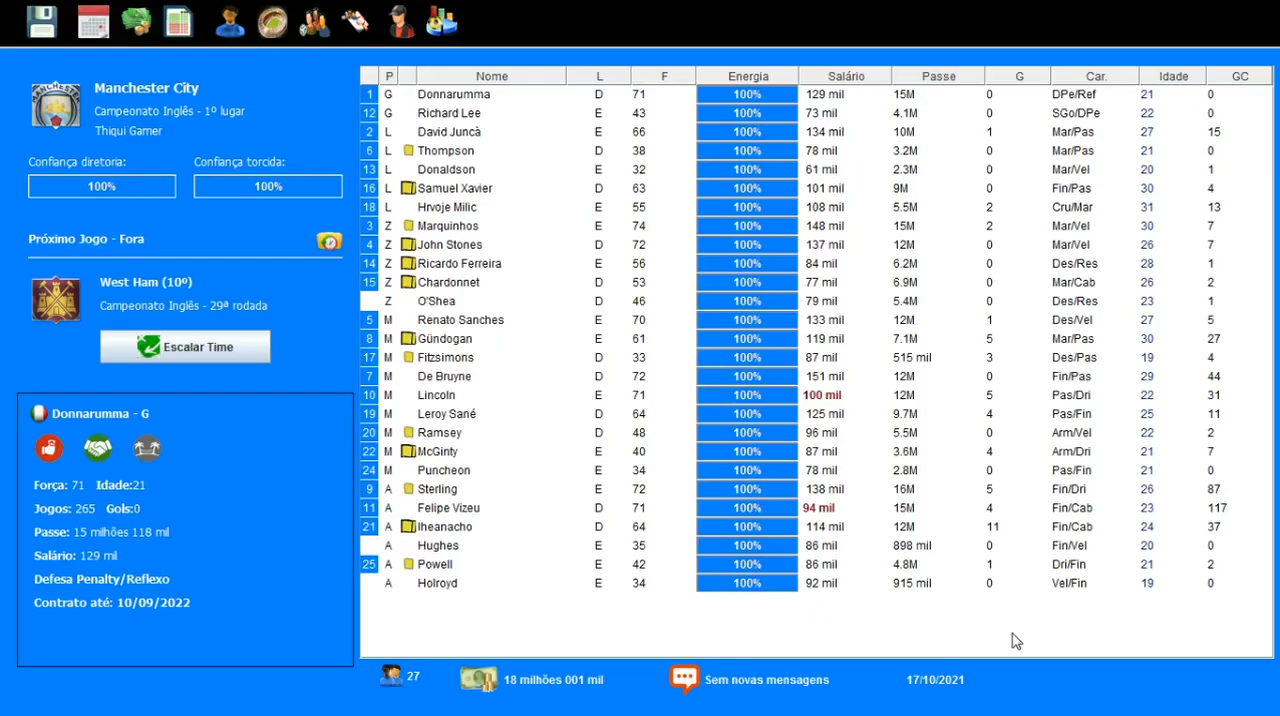 Manchester City
Campeonato Inglês - 1º lugar
Thiqui Gamer
Confiança diretoria: Confiança torcida:
100% 100%
Próximo Jogo - Fora
West Ham (10º)
Campeonato Inglês - 29ª rodada
Escalar Time
Donnarumma - G
Força: 71 Idade:21
Jogos: 265 Gols:0
Passe: 15 milhões 118 mil
Salário: 129 mil
Defesa Penalty/Reflexo
Contrato até: 10/09/2022
P Nome L F Energia Salário Passe G Car. Idade GC
1 G Donnarumma D 71 100% 129 mil 15M 0 DPe/Ref 21 0
12 G Richard Lee E 43 100% 73 mil 4.1M 0 SGo/DPe 22 0
2 L David Juncà E 66 100% 134 mil 10M 1 Mar/Pas 27 15
6 L Thompson D 38 100% 78 mil 3.2M 0 Mar/Pas 21 0
13 L Donaldson E 32 100% 61 mil 2.3M 0 Mar/Vel 20 1
16 L Samuel Xavier D 63 100% 101 mil 9M 0 Fin/Pas 30 4
18 L Hrvoje Milic E 55 100% 108 mil 5.5M 2 Cru/Mar 31 13
3 Z Marquinhos E 74 100% 148 mil 15M 2 Mar/Vel 30 7
4 Z John Stones D 72 100% 137 mil 12M 0 Mar/Vel 26 7
14 Z Ricardo Ferreira E 56 100% 84 mil 6.2M 0 Des/Res 28 1
15 Z Chardonnet D 53 100% 77 mil 6.9M 0 Mar/Cab 26 2
Z O'Shea D 46 100% 79 mil 5.4M 0 Des/Res 23 1
5 M Renato Sanches E 70 100% 133 mil 12M 1 Des/Vel 27 5
8 M Gündogan E 61 100% 119 mil 7.1M 5 Mar/Pas 30 27
17 M Fitzsimons D 33 100% 87 mil 515 mil 3 Des/Pas 19 4
7 M De Bruyne D 72 100% 151 mil 12M 0 Fin/Pas 29 44
10 M Lincoln E 71 100% 100 mil 12M 5 Pas/Dri 22 31
19 M Leroy Sané D 64 100% 125 mil 9.7M 4 Pas/Fin 25 11
20 M Ramsey D 48 100% 96 mil 5.5M 0 Arm/Vel 22 2
22 M McGinty E 40 100% 87 mil 3.6M 4 Arm/Dri 21 7
24 M Puncheon E 34 100% 78 mil 2.8M 0 Pas/Fin 21 0
9 A Sterling E 72 100% 138 mil 16M 5 Fin/Dri 26 87
11 A Felipe Vizeu D 71 100% 94 mil 15M 4 Fin/Cab 23 117
21 A Iheanacho D 64 100% 114 mil 12M 11 Fin/Cab 24 37
A Hughes E 35 100% 86 mil 898 mil 0 Fin/Vel 20 0
25 A Powell E 42 100% 86 mil 4.8M 1 Dri/Fin 21 2
A Holroyd E 34 100% 92 mil 915 mil 0 Vel/Fin 19 0
27 18 milhões 001 mil Sem novas mensagens 17/10/2021